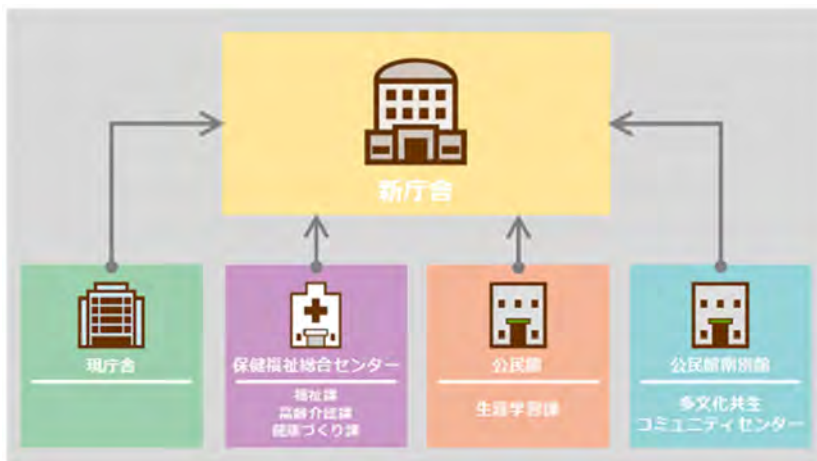 新庁舎
現庁舎
保健福祉総合センター
福祉課
高齢介護課
健康づくり課
公民館
生涯学習課
公民館南別館
多文化共生
コミュニティセンター